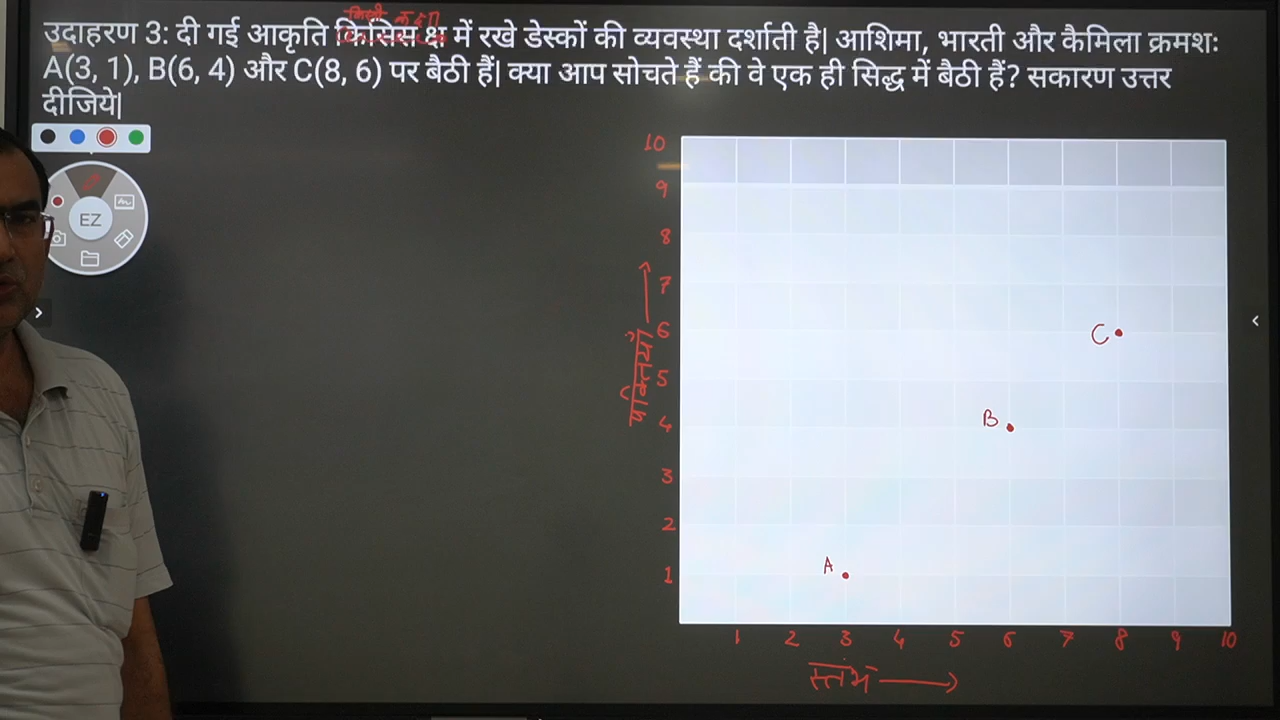 किसी कक्षा
उदाहरण 3: दी गई आकृति किसिम क्ष में रखे डेस्कों की व्यवस्था दर्शाती है| आशिमा, भारती और कैमिला क्रमशः
A(3, 1), B(6, 4) और C(8, 6) पर बैठी हैं| क्या आप सोचते हैं की वे एक ही सिद्ध में बैठी हैं? सकारण उत्तर
दीजिये|
EZ
10
9
8
7
6
5
4
3
2
1
पंक्तियाँ
C
B
A
1 2 3 4 5 6 7 8 9 10
स्तंभ